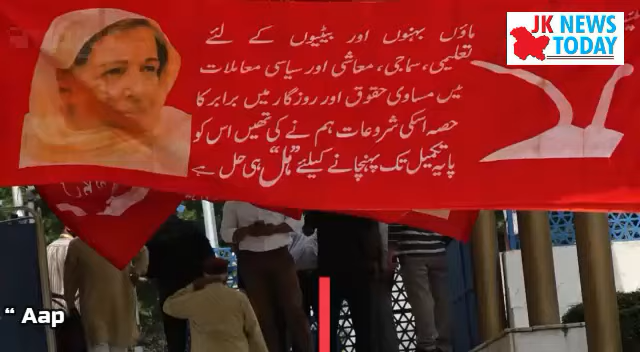 JK NEWS
TODAY
ماؤں بہنوں اور بیٹیوں کے لئے
تعلیمی، سماجی، معاشی اور سیاسی معاملات
میں مساوی حقوق اور روزگار میں برابر کا
حصہ اسکی شروعات ہم نے کی تھیں اس کو
پایہ تکمیل تک پہنچانے کیلئے "ہل" ہی حل ہے
“ Aap